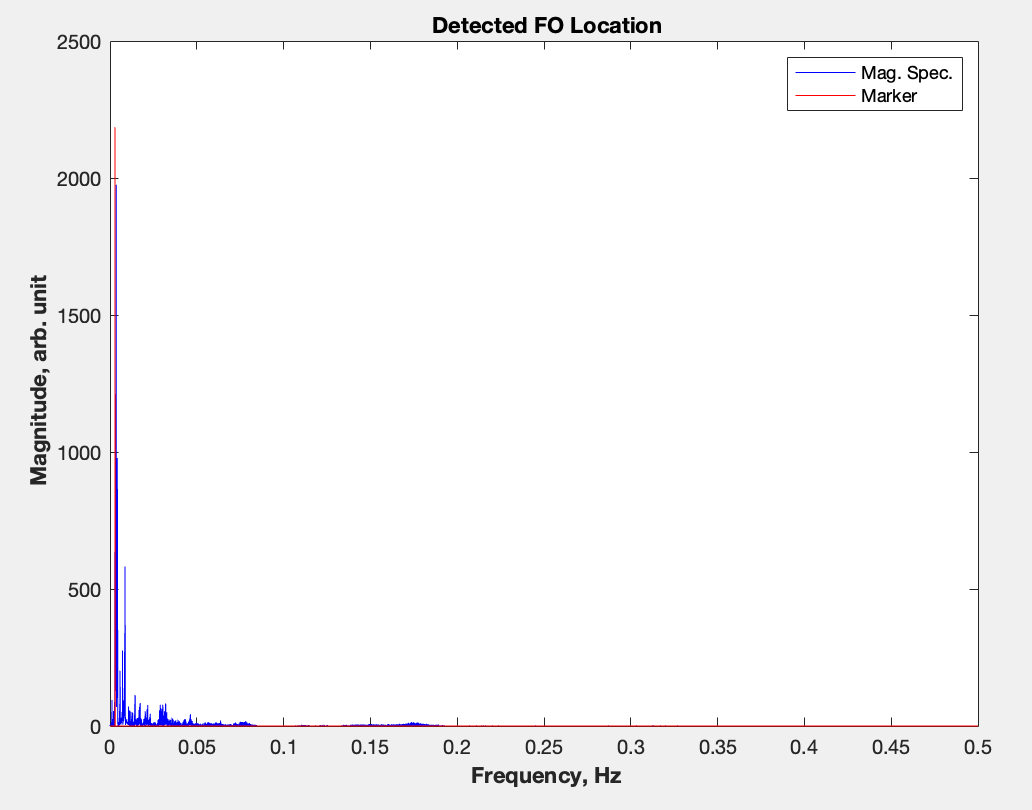 Detected FO Location
Mag. Spec.
Marker
Magnitude, arb. unit
2500
2000
1500
1000
500
0
0 0.05 0.1 0.15 0.2 0.25 0.3 0.35 0.4 0.45 0.5
Frequency, Hz